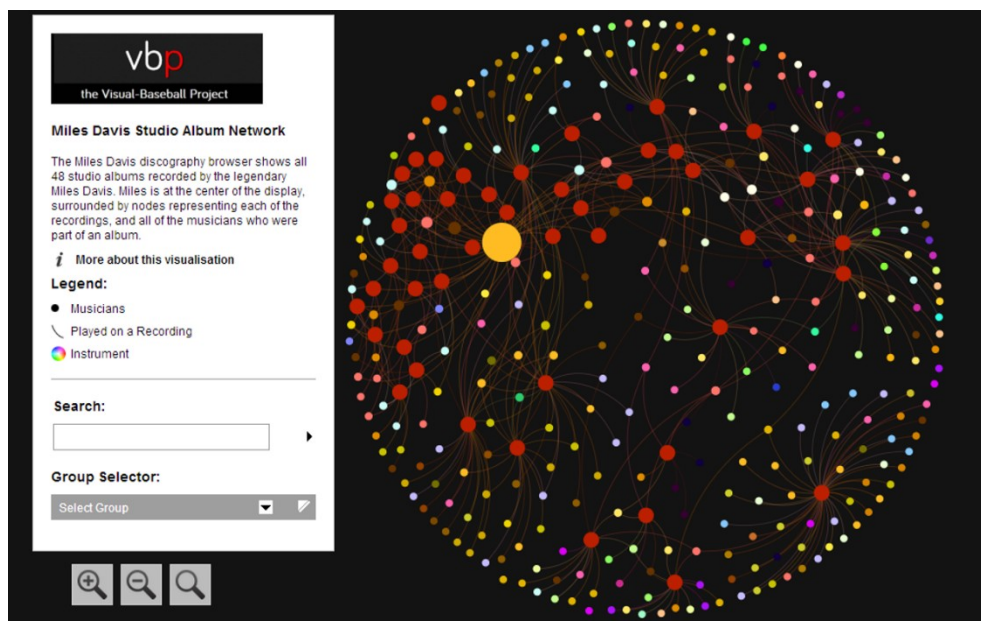 vbp
the Visual-Baseball Project
Miles Davis Studio Album Network
The Miles Davis discography browser shows all
48 studio albums recorded by the legendary
Miles Davis. Miles is at the center of the display,
surrounded by nodes representing each of the
recordings, and all of the musicians who were
part of an album.
i More about this visualisation
Legend:
Musicians
Played on a Recording
Instrument
Search:
Group Selector:
Select Group